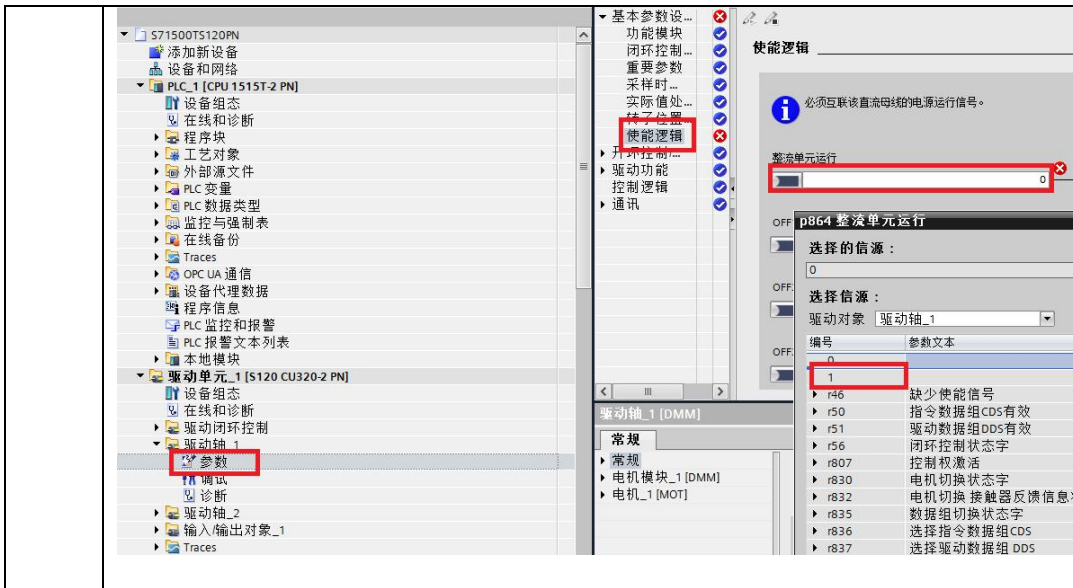 S71500TS120PN
添加新设备
设备和网络
PLC_1 [CPU 1515T-2 PN]
设备组态
在线和诊断
程序块
工艺对象
外部源文件
PLC 变量
PLC 数据类型
监控与强制表
在线备份
Traces
OPC UA 通信
设备代理数据
程序信息
PLC 监控和报警
PLC 报警文本列表
本地模块
驱动单元_1 [S120 CU320-2 PN]
设备组态
在线和诊断
驱动闭环控制
驱动轴_1
参数
调试
诊断
驱动轴_2
输入/输出对象_1
Traces
基本参数设...
功能模块
闭环控制...
重要参数
采样时...
实际值处...
转子位置...
使能逻辑
开环控制/...
驱动功能
控制逻辑
通讯
驱动轴_1 [DMM]
常规
常规
电机模块_1 [DMM]
电机_1 [MOT]
使能逻辑
必须互联该直流母线的电源运行信号。
整流单元运行
0
OFF
OFF
OFF
p864 整流单元运行
选择的信源：
0
选择信源：
驱动对象 驱动轴_1
编号 参数文本
0
1
r46 缺少使能信号
r50 指令数据组CDS有效
r51 驱动数据组DDS有效
r56 闭环控制状态字
r807 控制权激活
r830 电机切换状态字
r832 电机切换 接触器反馈信息
r835 数据组切换状态字
r836 选择指令数据组CDS
r837 选择驱动数据组 DDS